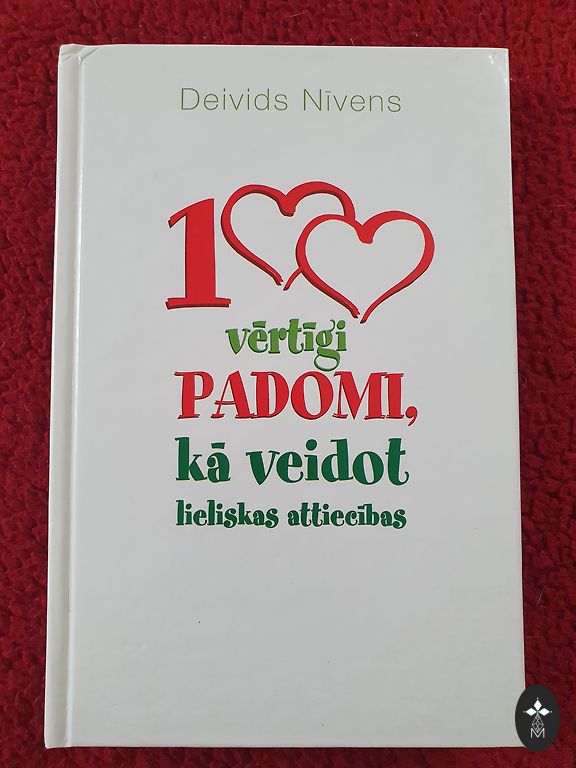 Deivids Nīvens
100
vērtīgi
PADOMI,
kā veidot
lieliskas attiecības
M